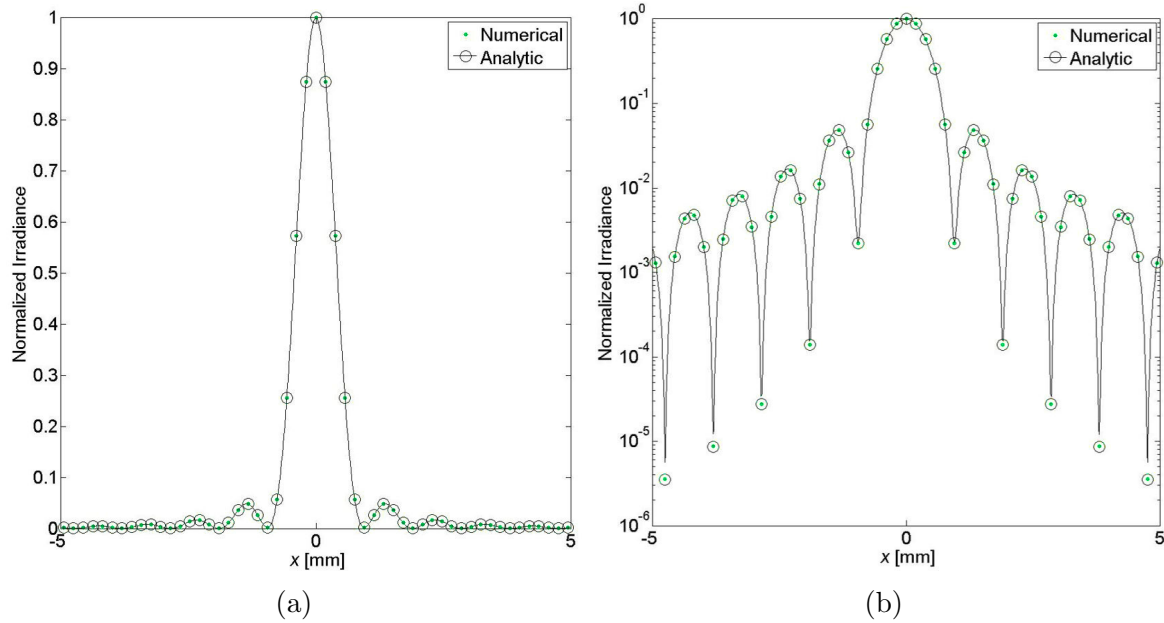 1
0.9
0.8
0.7
0.6
0.5
0.4
0.3
0.2
0.1
0
Normalized Irradiance
-5
0
5
x [mm]
Numerical
Analytic
(a)
10^0
10^-1
10^-2
10^-3
10^-4
10^-5
10^-6
Normalized Irradiance
-5
0
5
x [mm]
Numerical
Analytic
(b)